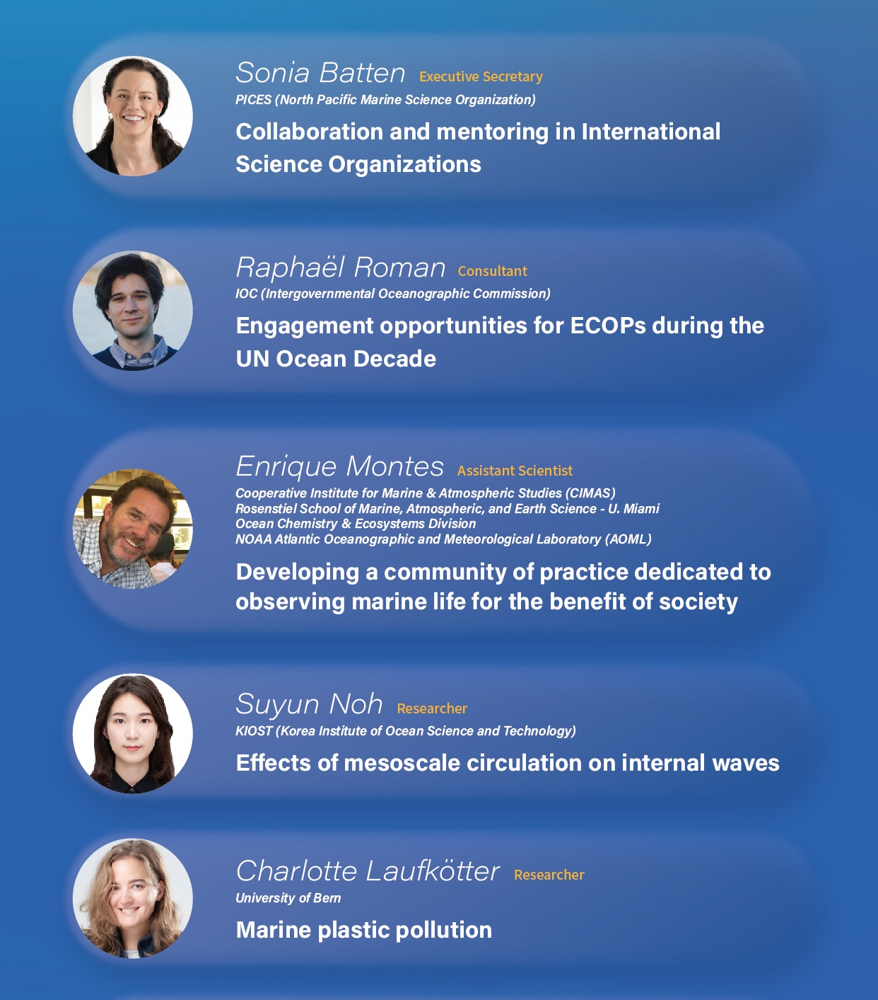 Sonia Batten Executive Secretary
PICES (North Pacific Marine Science Organization)
Collaboration and mentoring in International
Science Organizations
Raphaël Roman Consultant
IOC (Intergovernmental Oceanographic Commission)
Engagement opportunities for ECOPs during the
UN Ocean Decade
Enrique Montes Assistant Scientist
Cooperative Institute for Marine & Atmospheric Studies (CIMAS)
Rosenstiel School of Marine, Atmospheric, and Earth Science - U. Miami
Ocean Chemistry & Ecosystems Division
NOAA Atlantic Oceanographic and Meteorological Laboratory (AOML)
Developing a community of practice dedicated to
observing marine life for the benefit of society
Suyun Noh Researcher
KIOST (Korea Institute of Ocean Science and Technology)
Effects of mesoscale circulation on internal waves
Charlotte Laufkötter Researcher
University of Bern
Marine plastic pollution